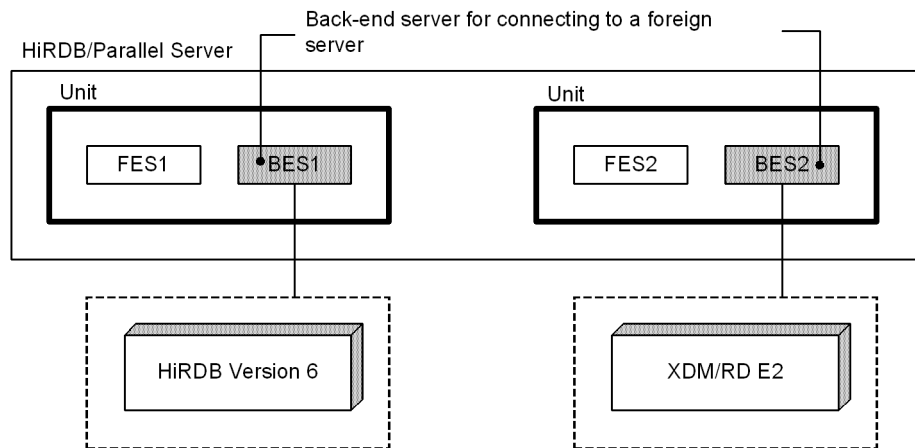 Back-end server for connecting to a foreign
server
HiRDB/Parallel Server
Unit
Unit
FES1
BES1
FES2
BES2
HiRDB Version 6
XDM/RD E2